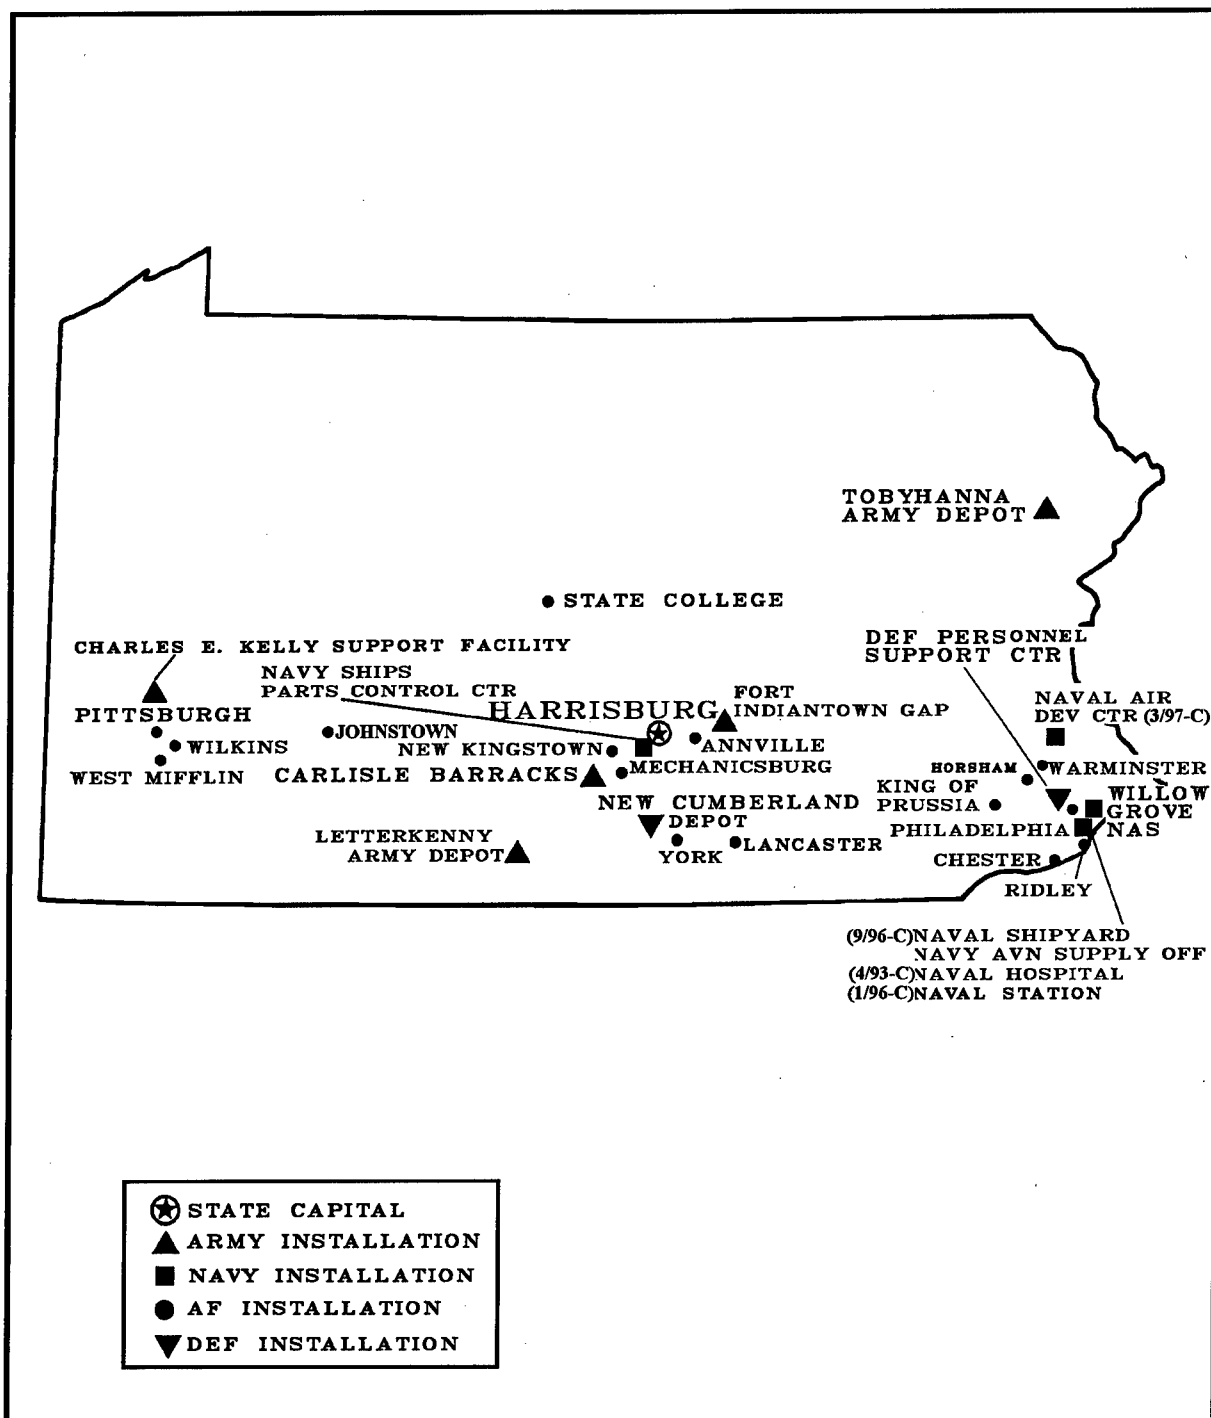 TOBYHANNA
ARMY DEPOT
STATE COLLEGE
CHARLES E. KELLY SUPPORT FACILITY
NAVY SHIPS
PARTS CONTROL CTR
DEF PERSONNEL
SUPPORT CTR
NAVAL AIR
DEV CTR (3/97-C)
HARRISBURG
FORT
INDIANTOWN GAP
PITTSBURGH
JOHNSTOWN
WILKINS
NEW KINGSTOWN
ANNVILLE
WEST MIFFLIN
CARLISLE BARRACKS
MECHANICSBURG
HORSHAM
WARMINSTER
KING OF
PRUSSIA
WILLOW
GROVE
NAS
NEW CUMBERLAND
DEPOT
PHILADELPHIA
LETTERKENNY
ARMY DEPOT
YORK
LANCASTER
CHESTER
RIDLEY
(9/96-C)NAVAL SHIPYARD
NAVY AVN SUPPLY OFF
(4/93-C)NAVAL HOSPITAL
(1/96-C)NAVAL STATION
STATE CAPITAL
ARMY INSTALLATION
NAVY INSTALLATION
AF INSTALLATION
DEF INSTALLATION